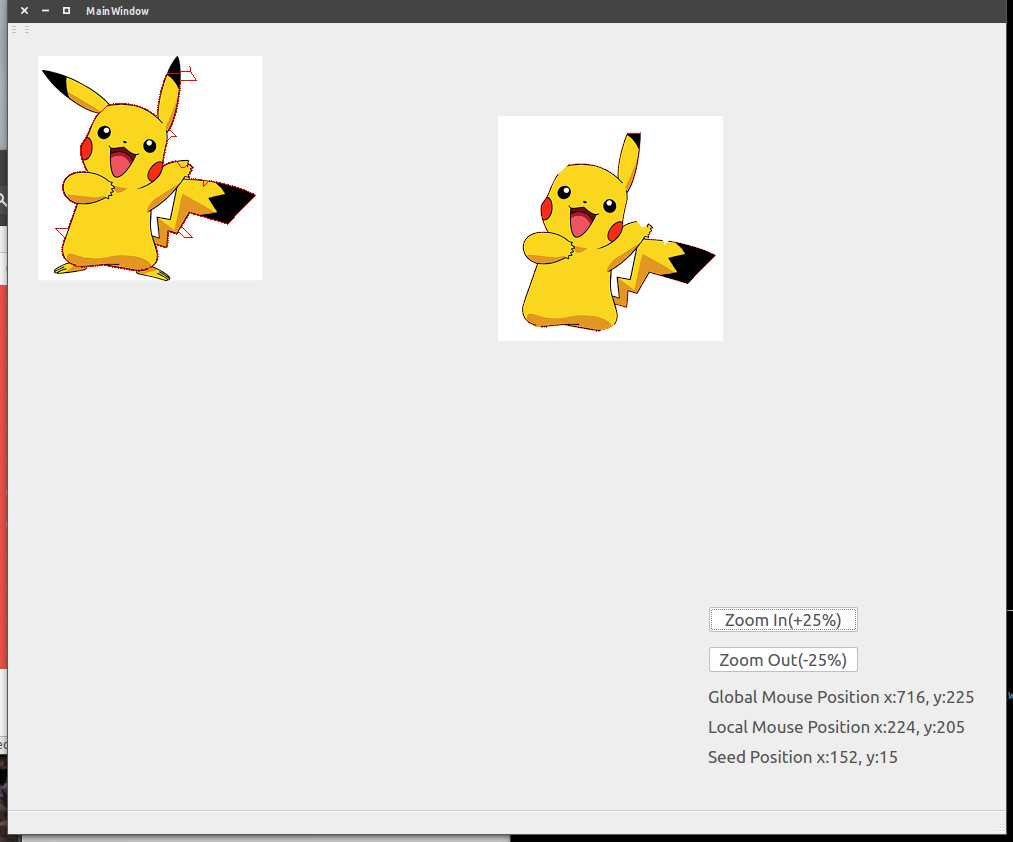 MainWindow
Zoom In(+25%)
Zoom Out(-25%)
Global Mouse Position x:716, y:225
Local Mouse Position x:224, y:205
Seed Position x:152, y:15